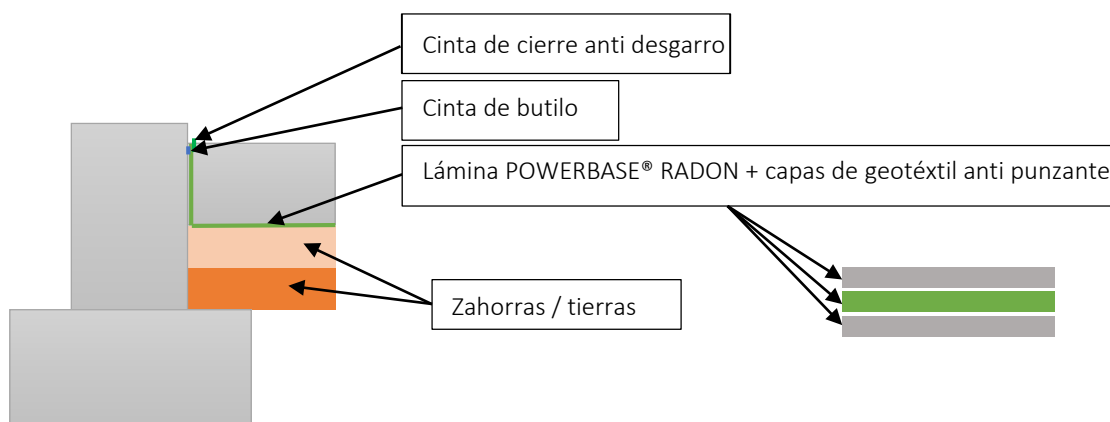 Cinta de cierre anti desgarro
Cinta de butilo
Lámina POWERBASE® RADON + capas de geotéxtil anti punzante
Zahorras / tierras